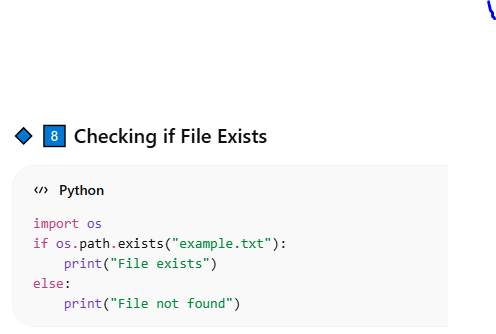 8 Checking if File Exists
</> Python
import os
if os.path.exists("example.txt"):
    print("File exists")
else:
    print("File not found")